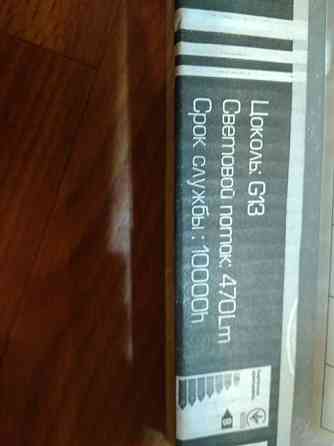 Цоколь: G13
Световой поток: 470Lm
Срок службы: 10000h
B